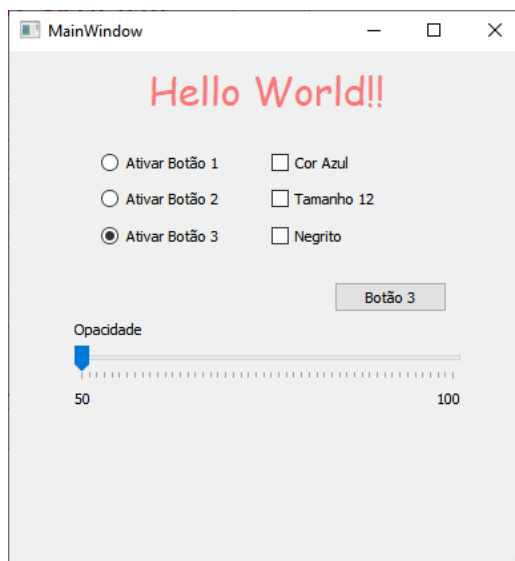 MainWindow
Hello World!!
Ativar Botão 1 Cor Azul
Ativar Botão 2 Tamanho 12
Ativar Botão 3 Negrito
Botão 3
Opacidade
50 100